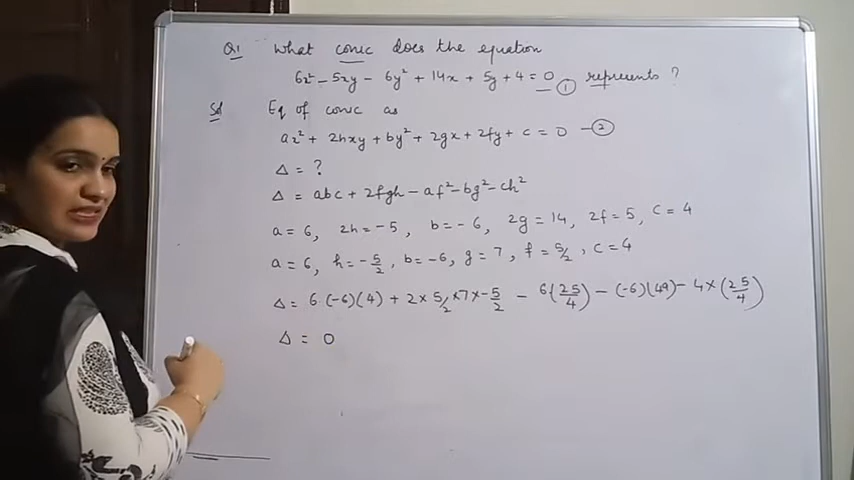 Q1 What conic does the equation
6x² - 5xy - 6y² + 14x + 5y + 4 = 0 ① represents ?
Sol Eq of conic as
ax² + 2hxy + by² + 2gx + 2fy + c = 0 - ②
Δ = ?
Δ = abc + 2fgh - af² - bg² - ch²
a = 6, 2h = -5, b = -6, 2g = 14, 2f = 5, c = 4
a = 6, h = -5/2, b = -6, g = 7, f = 5/2, c = 4
Δ = 6·(-6)(4) + 2 × 5/2 × 7 × -5/2 - 6(25/4) - (-6)(49) - 4 × (25/4)
Δ = 0